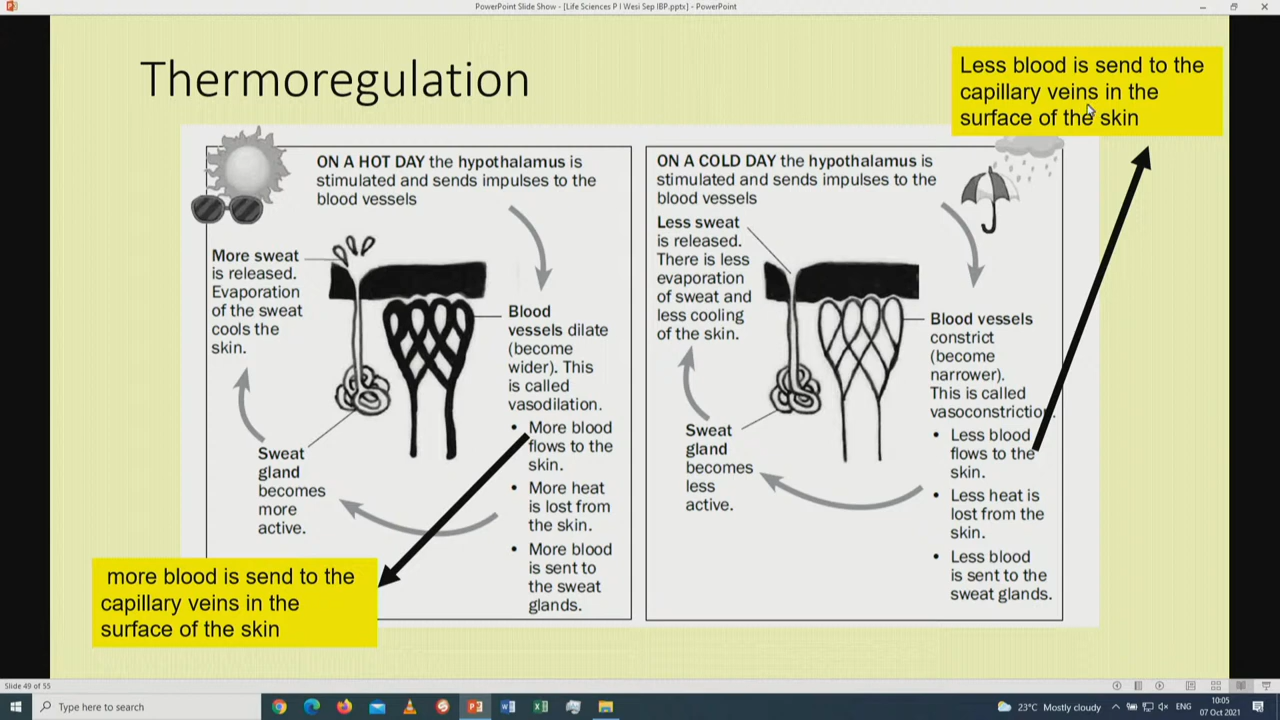 PowerPoint Slide Show - [Life Sciences P I Wesi Sep IBP.pptx] - PowerPoint
Thermoregulation
Less blood is send to the
capillary veins in the
surface of the skin
ON A HOT DAY the hypothalamus is
stimulated and sends impulses to the
blood vessels
More sweat
is released.
Evaporation
of the sweat
cools the
skin.
Blood
vessels dilate
(become
wider). This
is called
vasodilation.
• More blood
flows to the
skin.
• More heat
is lost from
the skin.
• More blood
is sent to
the sweat
glands.
Sweat
gland
becomes
more
active.
more blood is send to the
capillary veins in the
surface of the skin
ON A COLD DAY the hypothalamus is
stimulated and sends impulses to the
blood vessels
Less sweat
is released.
There is less
evaporation
of sweat and
less cooling
of the skin.
Blood vessels
constrict
(become
narrower).
This is called
vasoconstriction.
• Less blood
flows to the
skin.
• Less heat is
lost from the
skin.
• Less blood
is sent to the
sweat glands.
Sweat
gland
becomes
less
active.
Slide 49 of 55
Type here to search
23°C Mostly cloudy
ENG
10:05
07 Oct 2021